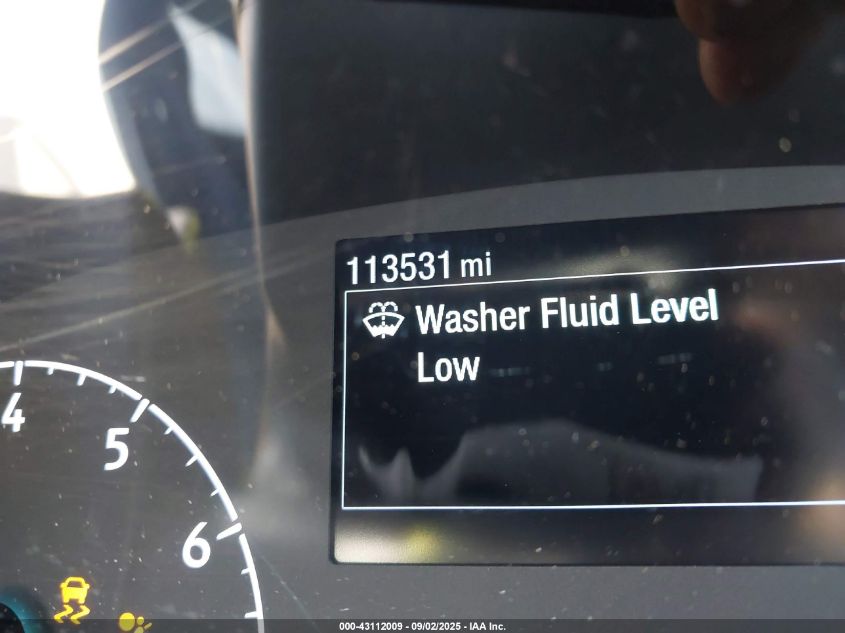 113531 mi
Washer Fluid Level
Low
4
5
6
000-43112009 - 09/02/2025 - IAA Inc.